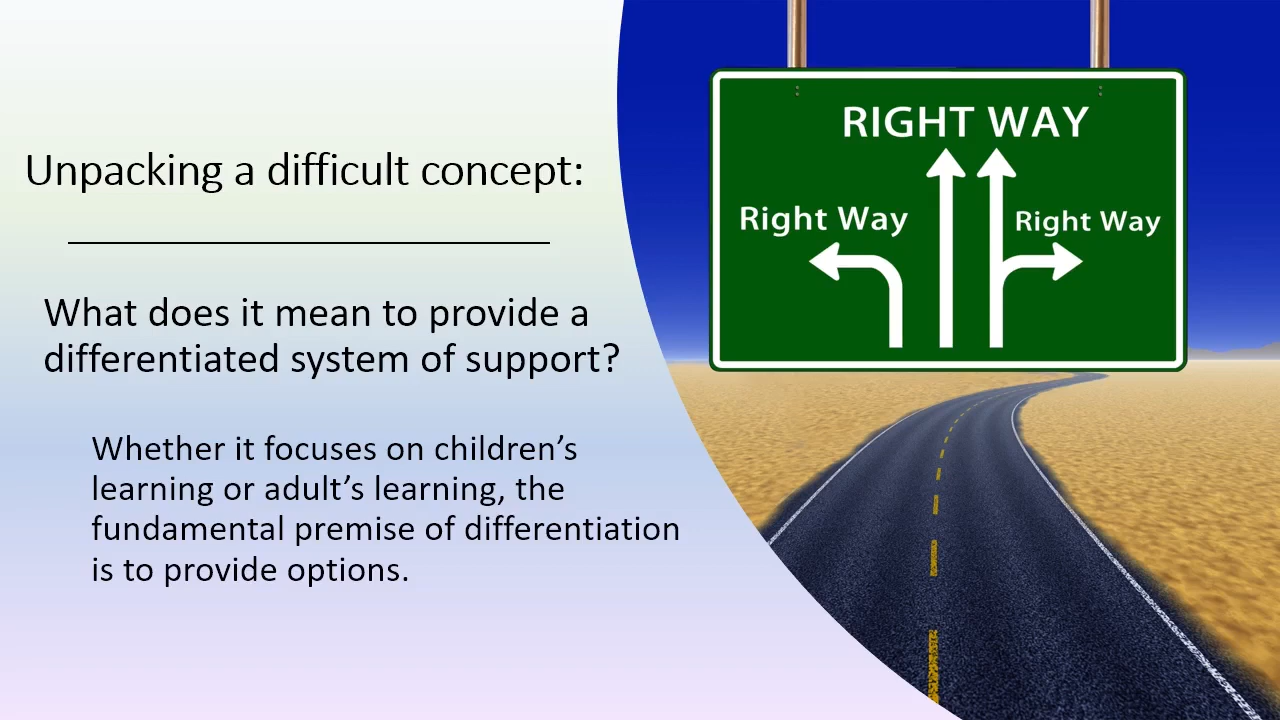 Unpacking a difficult concept:
What does it mean to provide a
differentiated system of support?
Whether it focuses on children’s
learning or adult’s learning, the
fundamental premise of differentiation
is to provide options.
RIGHT WAY
Right Way
Right Way